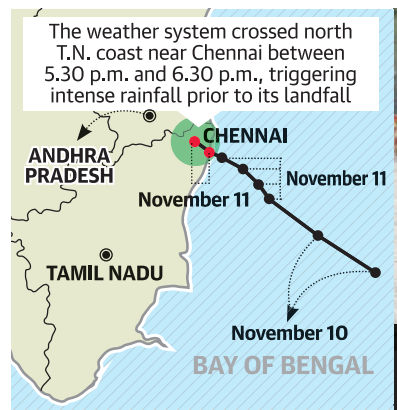 The weather system crossed north
T.N. coast near Chennai between
5.30 p.m. and 6.30 p.m., triggering
intense rainfall prior to its landfall
CHENNAI
ANDHRA
PRADESH
November 11
November 11
TAMIL NADU
November 10
BAY OF BENGAL